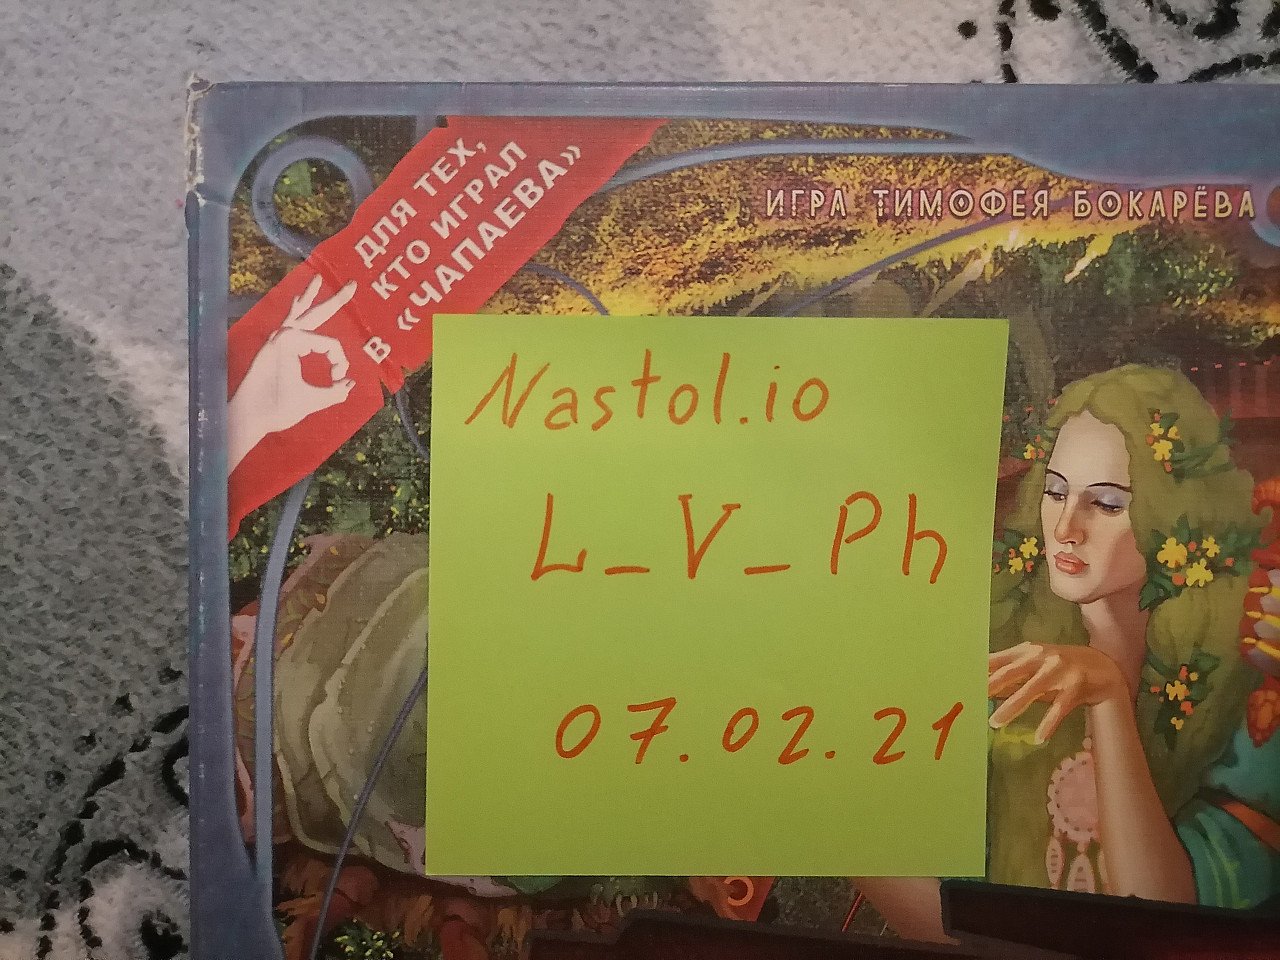 ДЛЯ ТЕХ,
КТО ИГРАЛ
В «ЧАПАЕВА»
ИГРА ТИМОФЕЯ БОКАРЁВА
Nastol.io
L_V_Ph
07.02.21